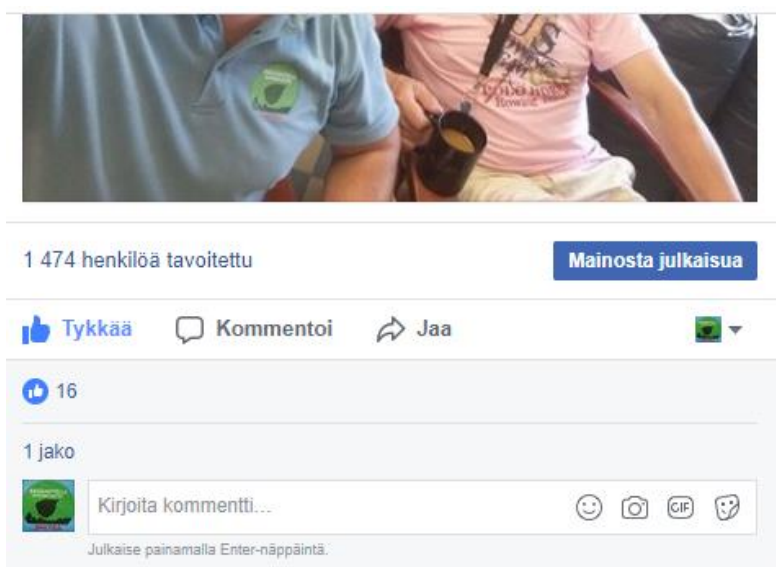 POLO
1 474 henkilöä tavoitettu
Mainosta julkaisua
Tykkää
Kommentoi
Jaa
16
1 jako
Kirjoita kommentti...
GIF
Julkaise painamalla Enter-näppäintä.